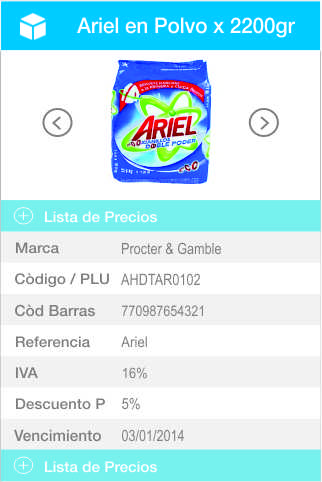 Ariel en Polvo x 2200gr
ARIEL
DOBLE PODER
Lista de Precios
Marca Procter & Gamble
Còdigo / PLU AHDTAR0102
Còd Barras 770987654321
Referencia Ariel
IVA 16%
Descuento P 5%
Vencimiento 03/01/2014
Lista de Precios